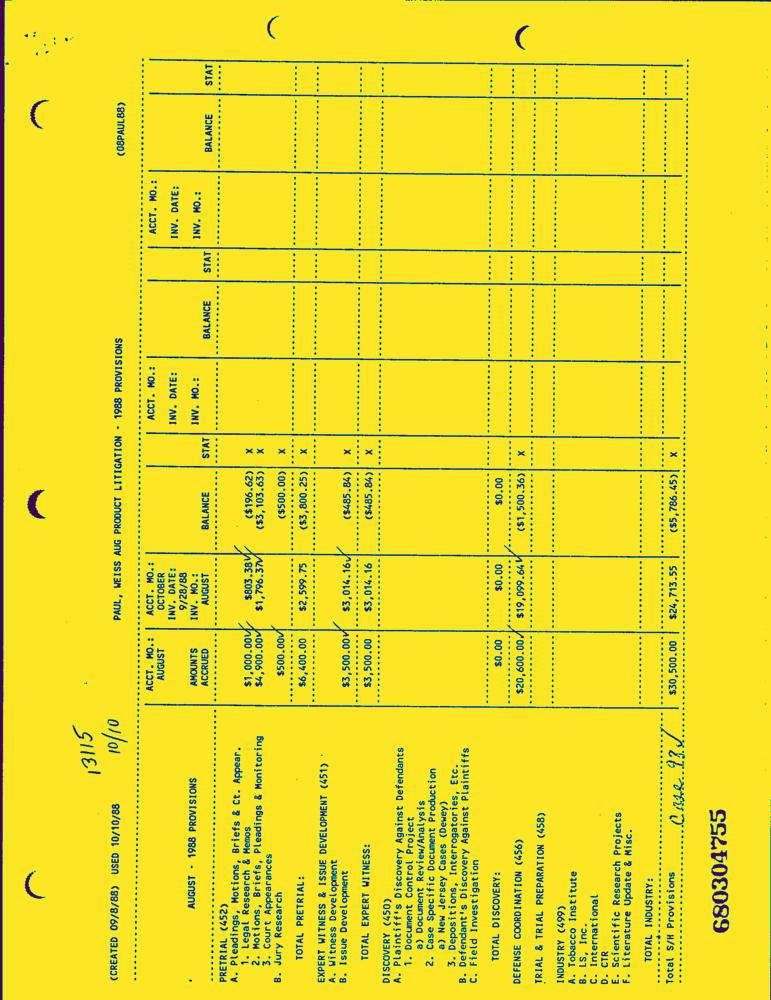 13115
10/10
(CREATED 09/8/88) USED 10/10/88 PAUL, WEISS AUG PRODUCT LITIGATION - 1988 PROVISIONS (08PAUL88)
ACCT. MO.: ACCT. MO.: ACCT. MO.: ACCT. MO.:
AUGUST OCTOBER
INV. DATE: INV. DATE: INV. DATE:
9/28/88
AUGUST - 1988 PROVISIONS AMOUNTS INV. MO.: BALANCE STAT INV. MO.: BALANCE STAT INV. MO.: BALANCE STAT
ACCRUED AUGUST
PRETRIAL (452)
A. Pleadings, Motions, Briefs & Ct. Appear.
1. Legal Research & Memos $1,000.00 $803.38 ($196.62) X
2. Motions, Briefs, Pleadings & Monitoring $4,900.00 $1,796.37 ($3,103.63) X
3. Court Appearances
B. Jury Research $500.00 ($500.00) X
TOTAL PRETRIAL: $6,400.00 $2,599.75 ($3,800.25) X
EXPERT WITNESS & ISSUE DEVELOPMENT (451)
A. Witness Development
B. Issue Development $3,500.00 $3,014.16 ($485.84) X
TOTAL EXPERT WITNESS: $3,500.00 $3,014.16 ($485.84) X
DISCOVERY (450)
A. Plaintiff's Discovery Against Defendants
1. Document Control Project
a) Document Review/Analysis
2. Case Specific Document Production
a) New Jersey Cases (Dewey)
3. Depositions, Interrogatories, Etc.
B. Defendant's Discovery Against Plaintiffs
C. Field Investigation
TOTAL DISCOVERY: $0.00 $0.00 $0.00
DEFENSE COORDINATION (456) $20,600.00 $19,099.64 ($1,500.36) X
TRIAL & TRIAL PREPARATION (458)
INDUSTRY (499)
A. Tobacco Institute
B. LS, Inc.
C. International
D. CTR
E. Scientific Research Projects
F. Literature Update & Misc.
TOTAL INDUSTRY:
Total S/H Provisions $30,500.00 $24,713.55 ($5,786.45) X
680304755